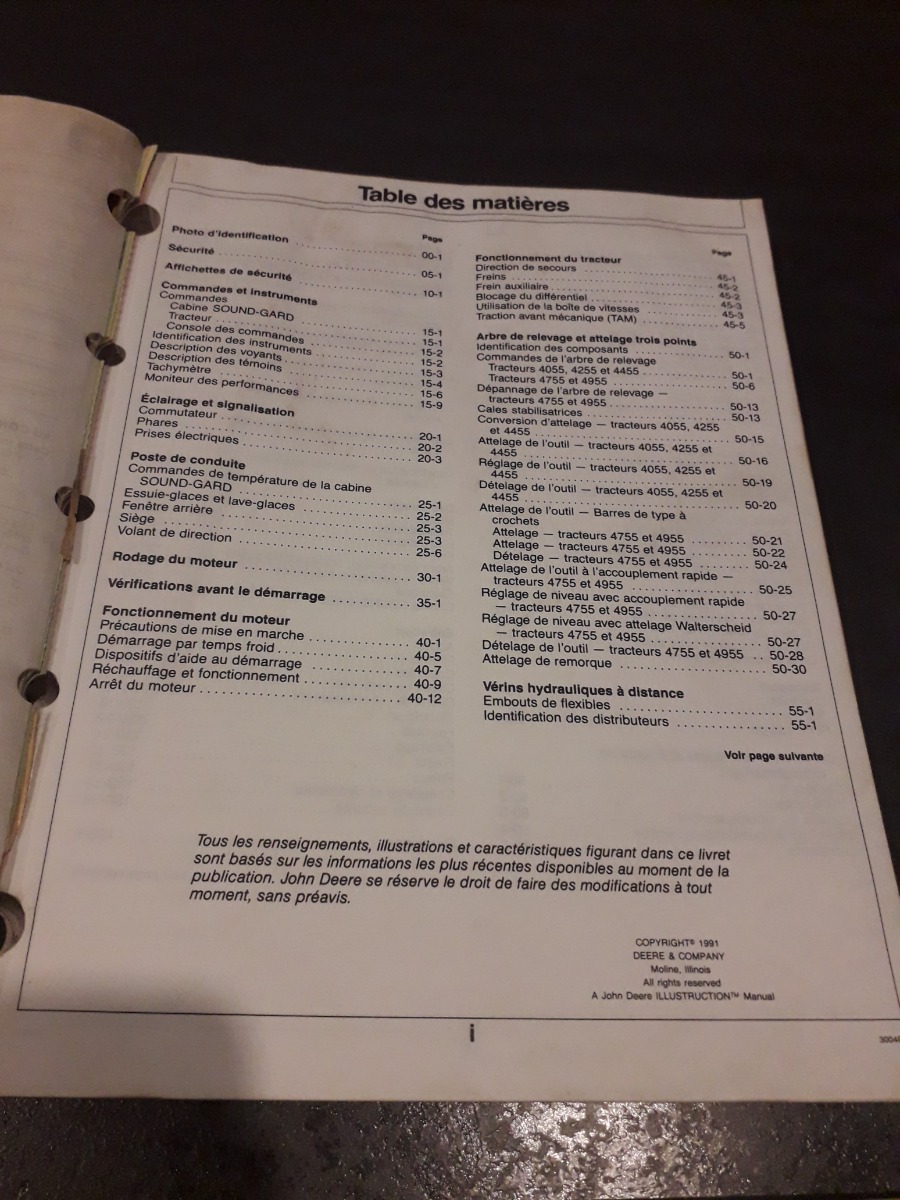 Table des matières
Page
Photo d'identification .......... 00-1
Sécurité .......... 05-1
Affichettes de sécurité .......... 10-1
Commandes et instruments
Commandes
Cabine SOUND-GARD
Tracteur .......... 15-1
Console des commandes .......... 15-1
Identification des instruments .......... 15-2
Description des voyants .......... 15-2
Description des témoins .......... 15-3
Tachymètre .......... 15-4
Moniteur des performances .......... 15-6
15-9
Éclairage et signalisation
Commutateur .......... 20-1
Phares .......... 20-2
Prises électriques .......... 20-3
Poste de conduite
Commandes de température de la cabine
SOUND-GARD .......... 25-1
Essuie-glaces et lave-glaces .......... 25-2
Fenêtre arrière .......... 25-3
Siège .......... 25-3
Volant de direction .......... 25-6
Rodage du moteur .......... 30-1
Vérifications avant le démarrage .......... 35-1
Fonctionnement du moteur
Précautions de mise en marche .......... 40-1
Démarrage par temps froid .......... 40-5
Dispositifs d'aide au démarrage .......... 40-7
Réchauffage et fonctionnement .......... 40-9
Arrêt du moteur .......... 40-12
Page
Fonctionnement du tracteur
Direction de secours .......... 45-1
Freins .......... 45-2
Frein auxiliaire .......... 45-2
Blocage du différentiel .......... 45-3
Utilisation de la boîte de vitesses .......... 45-3
Traction avant mécanique (TAM) .......... 45-5
Arbre de relevage et attelage trois points
Identification des composants .......... 50-1
Commandes de l'arbre de relevage
Tracteurs 4055, 4255 et 4455 .......... 50-1
Tracteurs 4755 et 4955 .......... 50-6
Dépannage de l'arbre de relevage —
tracteurs 4755 et 4955 .......... 50-13
Cales stabilisatrices .......... 50-13
Conversion d'attelage — tracteurs 4055, 4255
et 4455 .......... 50-15
Attelage de l'outil — tracteurs 4055, 4255 et
4455 .......... 50-16
Réglage de l'outil — tracteurs 4055, 4255 et
4455 .......... 50-19
Dételage de l'outil — tracteurs 4055, 4255 et
4455 .......... 50-20
Attelage de l'outil — Barres de type à
crochets
Attelage — tracteurs 4755 et 4955 .......... 50-21
Attelage — tracteurs 4755 et 4955 .......... 50-22
Dételage — tracteurs 4755 et 4955 .......... 50-24
Attelage de l'outil à l'accouplement rapide —
tracteurs 4755 et 4955 .......... 50-25
Réglage de niveau avec accouplement rapide
— tracteurs 4755 et 4955 .......... 50-27
Réglage de niveau avec attelage Walterscheid
— tracteurs 4755 et 4955 .......... 50-27
Dételage de l'outil — tracteurs 4755 et 4955 .. 50-28
Attelage de remorque .......... 50-30
Vérins hydrauliques à distance
Embouts de flexibles .......... 55-1
Identification des distributeurs .......... 55-1
Voir page suivante
Tous les renseignements, illustrations et caractéristiques figurant dans ce livret
sont basés sur les informations les plus récentes disponibles au moment de la
publication. John Deere se réserve le droit de faire des modifications à tout
moment, sans préavis.
COPYRIGHT© 1991
DEERE & COMPANY
Moline, Illinois
All rights reserved
A John Deere ILLUSTRUCTION™ Manual
i